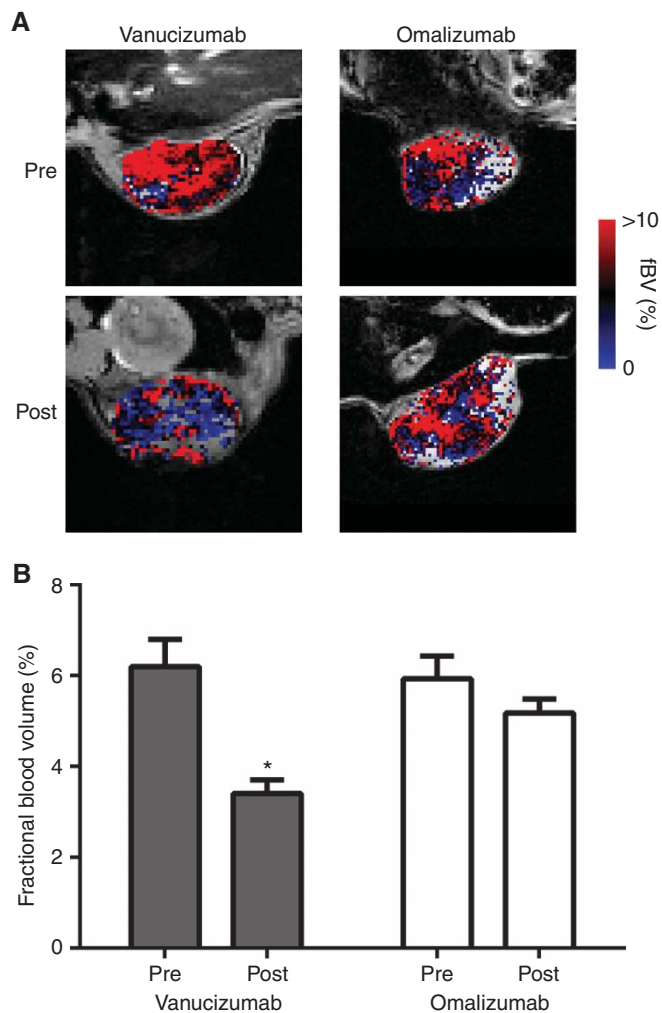 A
Vanucizumab
Omalizumab
Pre
>10
fBV (%)
0
Post
B
Fractional blood volume (%)
8
6
4
2
0
*
Pre
Post
Pre
Post
Vanucizumab
Omalizumab